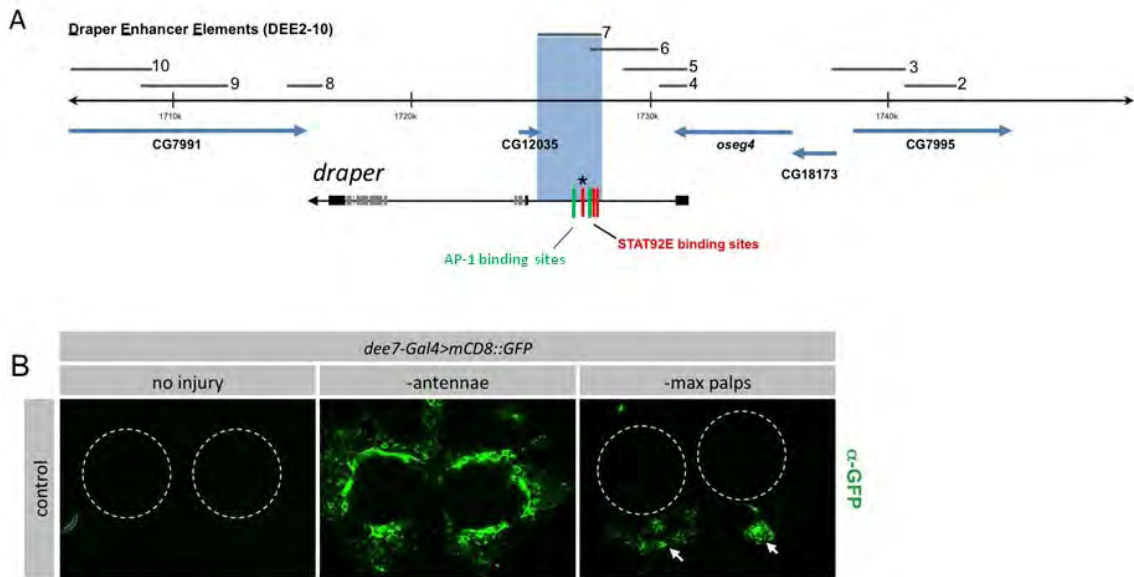 A
Draper Enhancer Elements (DEE2-10)
7
6
10
5
3
9
8
4
2
1710k
1720k
1730k
1740k
CG7991
CG12035
oseg4
CG7995
CG18173
draper
*
STAT92E binding sites
AP-1 binding sites
B
dee7-Gal4>mCD8::GFP
no injury
-antennae
-max palps
control
α-GFP